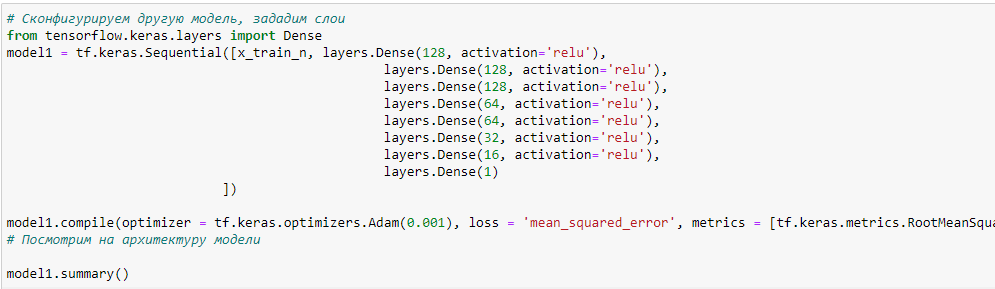 # Сконфигурируем другую модель, зададим слои
from tensorflow.keras.layers import Dense
model1 = tf.keras.Sequential([x_train_n, layers.Dense(128, activation='relu'),
layers.Dense(128, activation='relu'),
layers.Dense(128, activation='relu'),
layers.Dense(64, activation='relu'),
layers.Dense(64, activation='relu'),
layers.Dense(32, activation='relu'),
layers.Dense(16, activation='relu'),
layers.Dense(1)
])
model1.compile(optimizer = tf.keras.optimizers.Adam(0.001), loss = 'mean_squared_error', metrics = [tf.keras.metrics.RootMeanSqua
# Посмотрим на архитектуру модели
model1.summary()